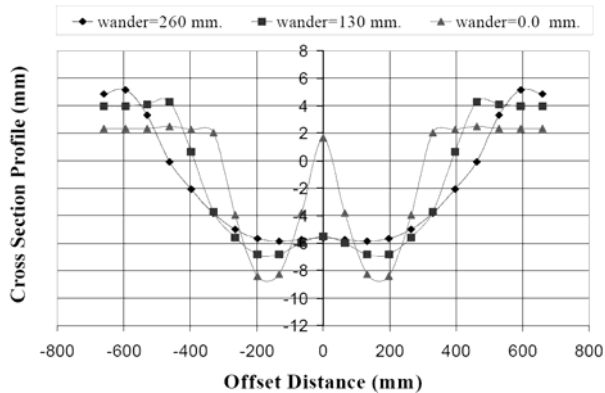 wander=260 mm. wander=130 mm. wander=0.0 mm.
8
6
4
2
0
-2
-4
-6
-8
-10
-12
Cross Section Profile (mm)
-800 -600 -400 -200 0 200 400 600 800
Offset Distance (mm)